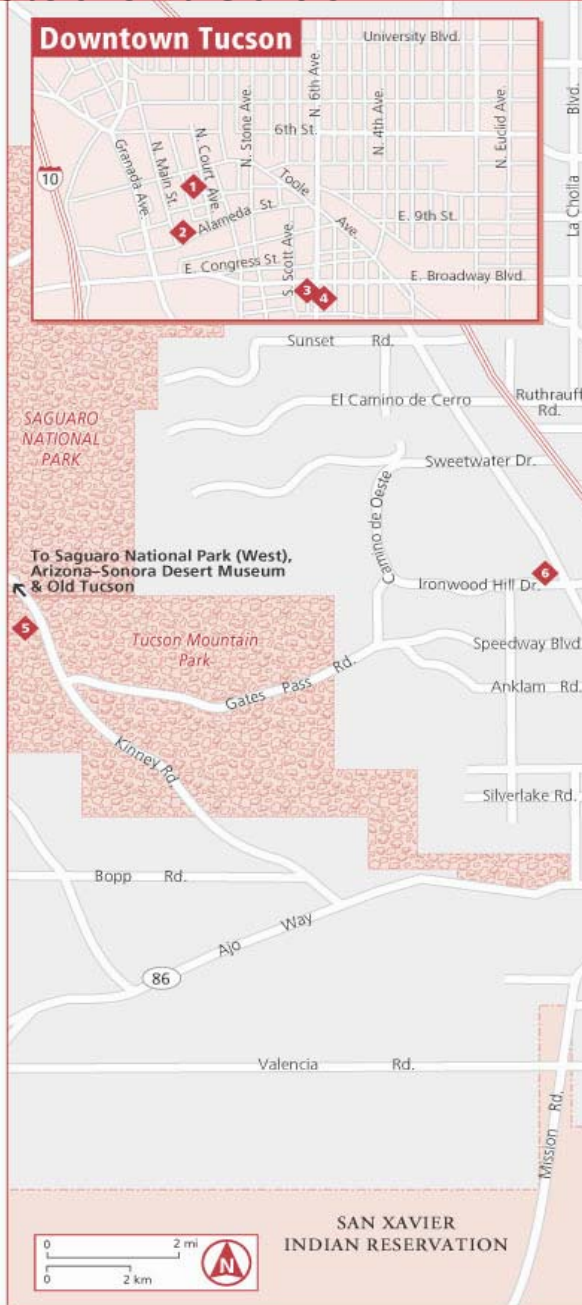 Downtown Tucson
University Blvd.
N. Stone Ave.
N. 6th Ave.
N. 4th Ave.
N. Euclid Ave.
6th St.
10
Granada Ave.
N. Main St.
N. Court Ave.
1
Toole Ave.
2
Alameda St.
E. 9th St.
S. Scott Ave.
E. Congress St.
E. Broadway Blvd.
3
4
La Cholla Blvd.
Sunset Rd.
El Camino de Cerro
Ruthrauff
Rd.
SAGUARO
NATIONAL
PARK
Sweetwater Dr.
Camino de Oeste
To Saguaro National Park (West),
Arizona–Sonora Desert Museum
& Old Tucson
6
Ironwood Hill Dr.
5
Tucson Mountain
Park
Speedway Blvd.
Gates Pass Rd.
Anklam Rd.
Kinney Rd.
Silverlake Rd.
Bopp Rd.
Ajo Way
86
Valencia Rd.
Mission Rd.
SAN XAVIER
INDIAN RESERVATION
0 2 mi
0 2 km
N